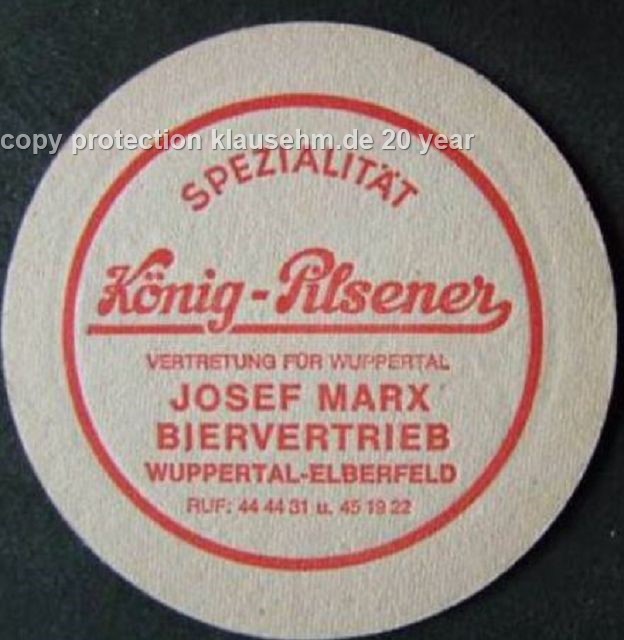 copy protection klausehm.de 20 year
SPEZIALITÄT
König-Pilsener
VERTRETUNG FÜR WUPPERTAL
JOSEF MARX
BIERVERTRIEB
WUPPERTAL-ELBERFELD
RUF: 44 44 31 u. 45 19 22